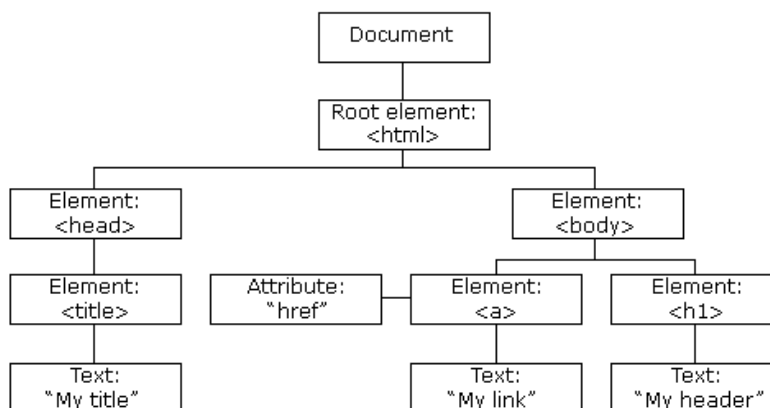 Document
Root element:
<html>
Element:
<head>
Element:
<body>
Element:
<title>
Attribute:
“href”
Element:
<a>
Element:
<h1>
Text:
“My title”
Text:
“My link”
Text:
“My header”